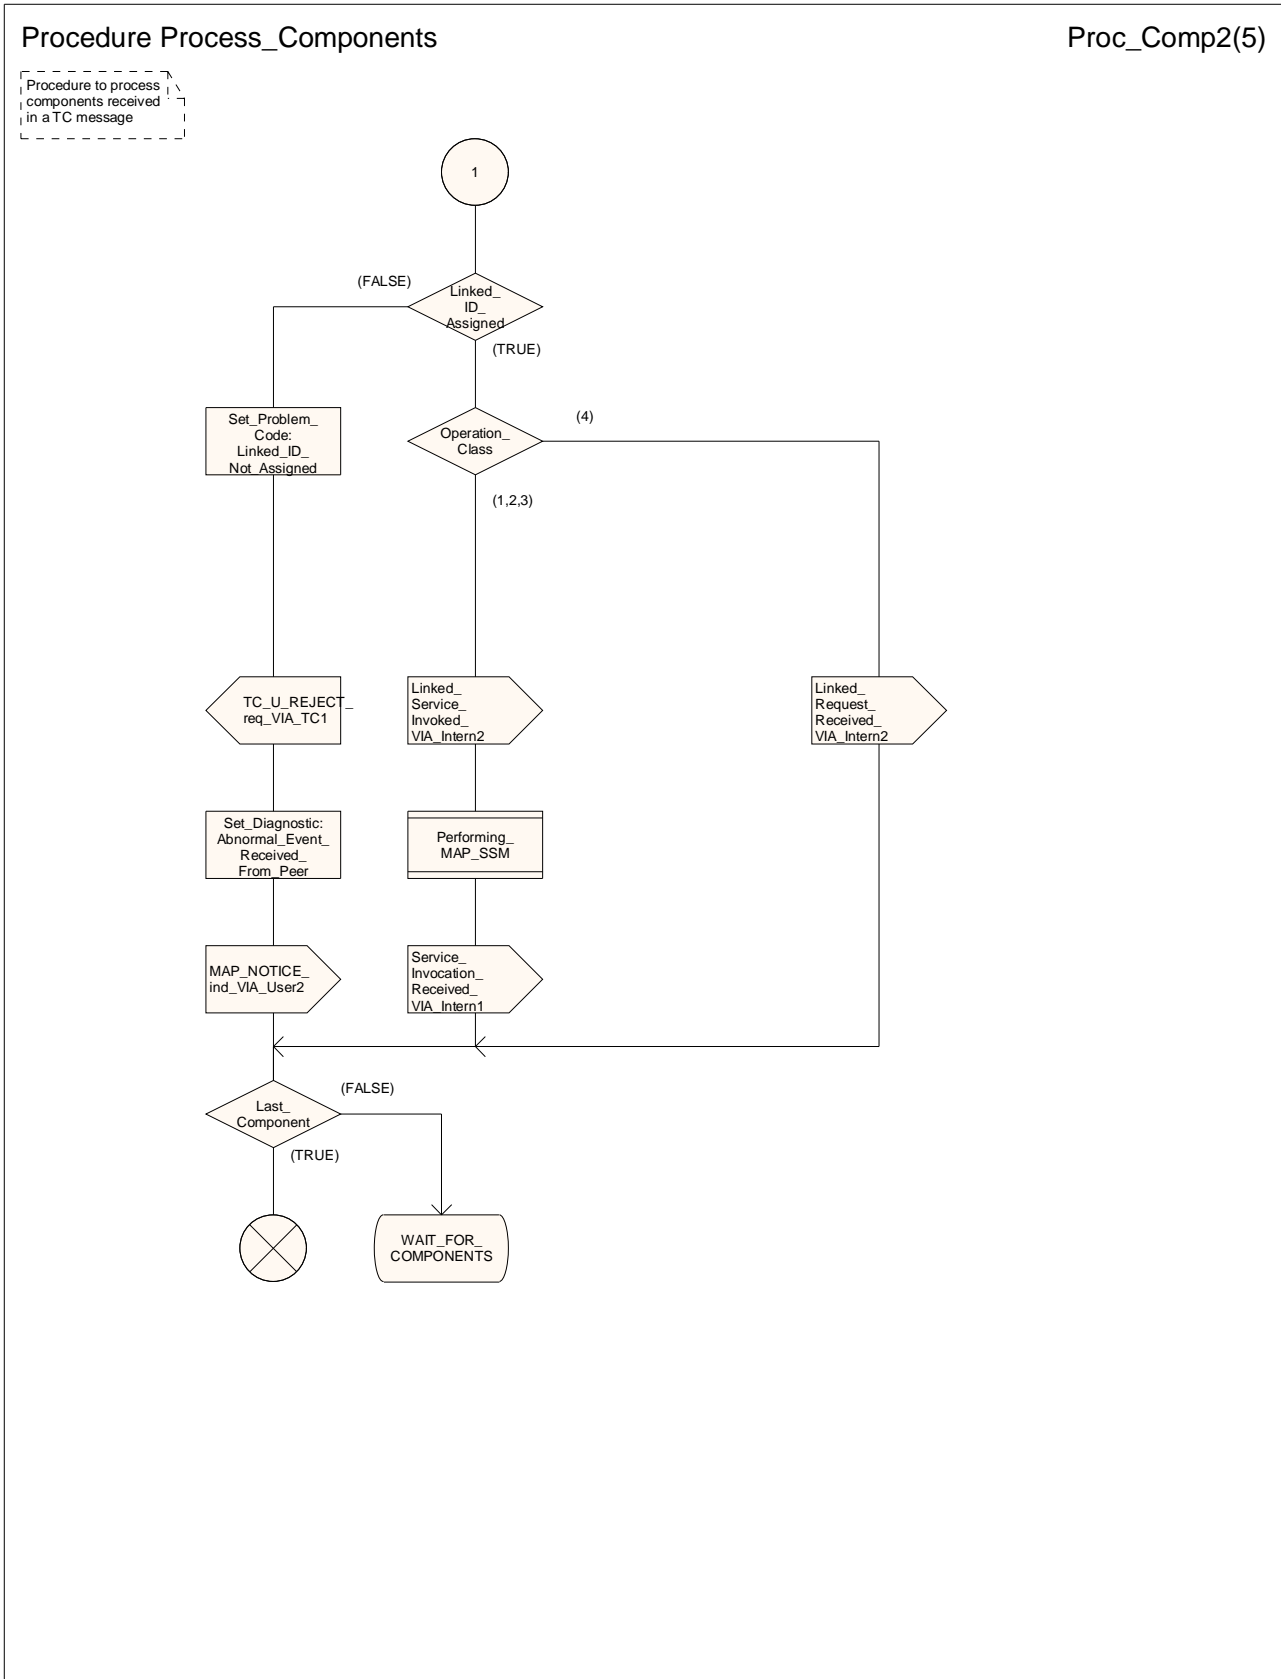 Procedure Process_Components
Proc_Comp2(5)
Procedure to process
components received
in a TC message
1
(FALSE)
Linked_
ID_
Assigned
(TRUE)
Set_Problem_
Code:
Linked_ID_
Not_Assigned
Operation_
Class
(4)
(1,2,3)
TC_U_REJECT_
req_VIA_TC1
Linked_
Service_
Invoked_
VIA_Intern2
Linked_
Request_
Received_
VIA_Intern2
Set_Diagnostic:
Abnormal_Event_
Received_
From_Peer
Performing_
MAP_SSM
MAP_NOTICE_
ind_VIA_User2
Service_
Invocation_
Received_
VIA_Intern1
(FALSE)
Last_
Component
(TRUE)
WAIT_FOR_
COMPONENTS